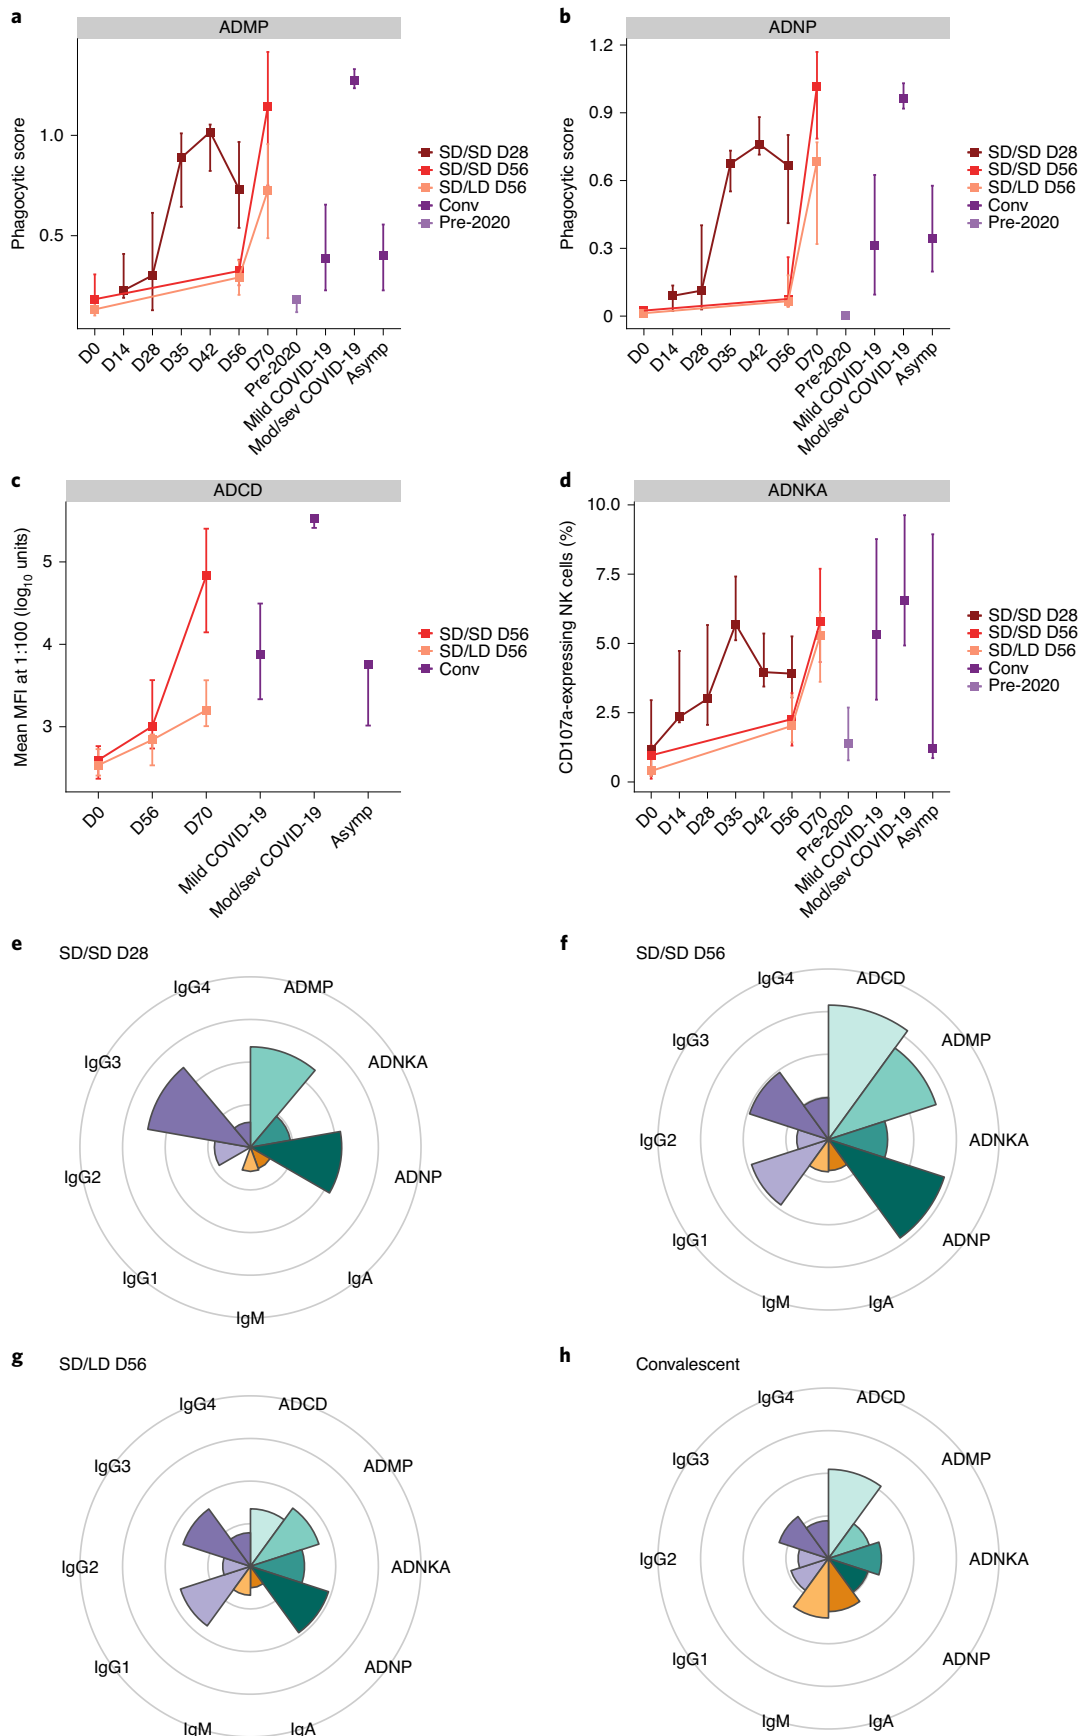 a
ADMP
Phagocytic score
1.0
0.5
D0
D14
D28
D35
D42
D56
D70
Pre-2020
Mild COVID-19
Mod/sev COVID-19
Asymp
SD/SD D28
SD/SD D56
SD/LD D56
Conv
Pre-2020
b
ADNP
Phagocytic score
1.2
0.9
0.6
0.3
0
D0
D14
D28
D35
D42
D56
D70
Pre-2020
Mild COVID-19
Mod/sev COVID-19
Asymp
SD/SD D28
SD/SD D56
SD/LD D56
Conv
Pre-2020
c
ADCD
Mean MFI at 1:100 (log10 units)
5
4
3
D0
D56
D70
Mild COVID-19
Mod/sev COVID-19
Asymp
SD/SD D56
SD/LD D56
Conv
d
ADNKA
CD107a-expressing NK cells (%)
10.0
7.5
5.0
2.5
0
D0
D14
D28
D35
D42
D56
D70
Pre-2020
Mild COVID-19
Mod/sev COVID-19
Asymp
SD/SD D28
SD/SD D56
SD/LD D56
Conv
Pre-2020
e
SD/SD D28
IgG4
ADMP
IgG3
ADNKA
IgG2
ADNP
IgG1
IgA
IgM
f
SD/SD D56
IgG4
ADCD
IgG3
ADMP
IgG2
ADNKA
IgG1
ADNP
IgM
IgA
g
SD/LD D56
IgG4
ADCD
IgG3
ADMP
IgG2
ADNKA
IgG1
ADNP
IgM
IgA
h
Convalescent
IgG4
ADCD
IgG3
ADMP
IgG2
ADNKA
IgG1
ADNP
IgM
IgA